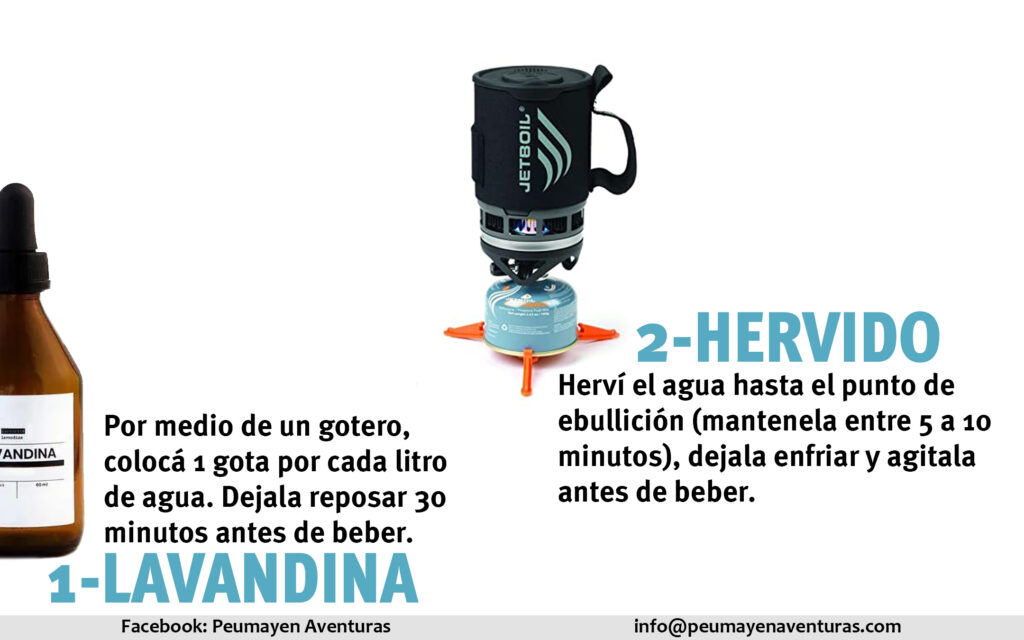 JETBOIL®
2-HERVIDO
Herví el agua hasta el punto de
ebullición (mantenela entre 5 a 10
minutos), dejala enfriar y agitala
antes de beber.
VANDINA
60 ml
Por medio de un gotero,
colocá 1 gota por cada litro
de agua. Dejala reposar 30
minutos antes de beber.
1-LAVANDINA
Facebook: Peumayen Aventuras
info@peumayenaventuras.com